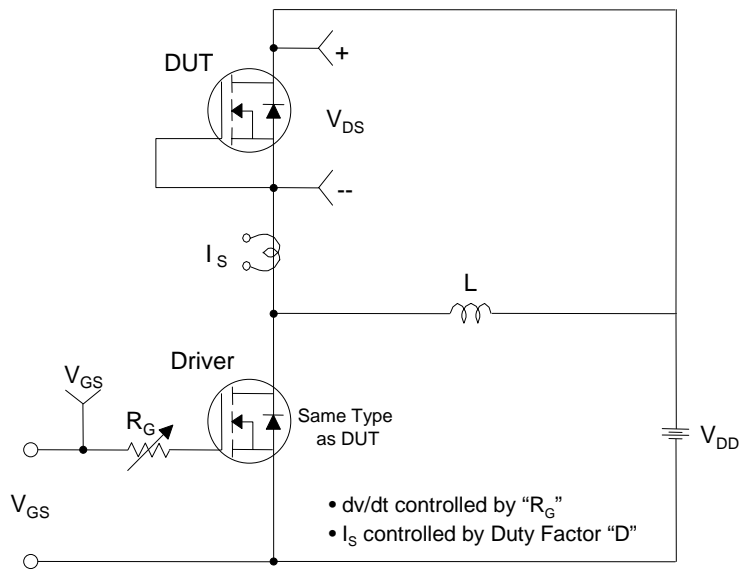 DUT
+
V_DS
--
I_S
L
Driver
V_GS
R_G
Same Type
as DUT
V_DD
V_GS
• dv/dt controlled by “R_G”
• I_S controlled by Duty Factor “D”